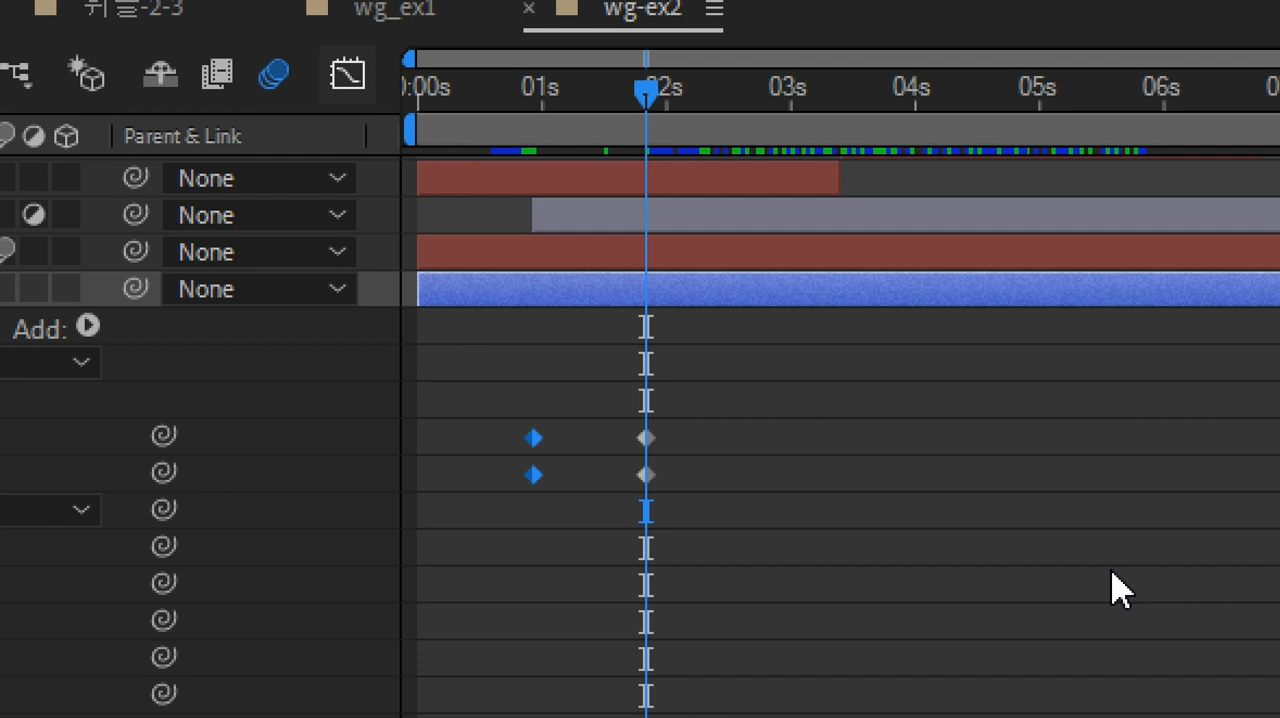 -2-3
wg_ex1
× wg-ex2
:00s 01s 02s 03s 04s 05s 06s 0
Parent & Link
None
None
None
None
Add: